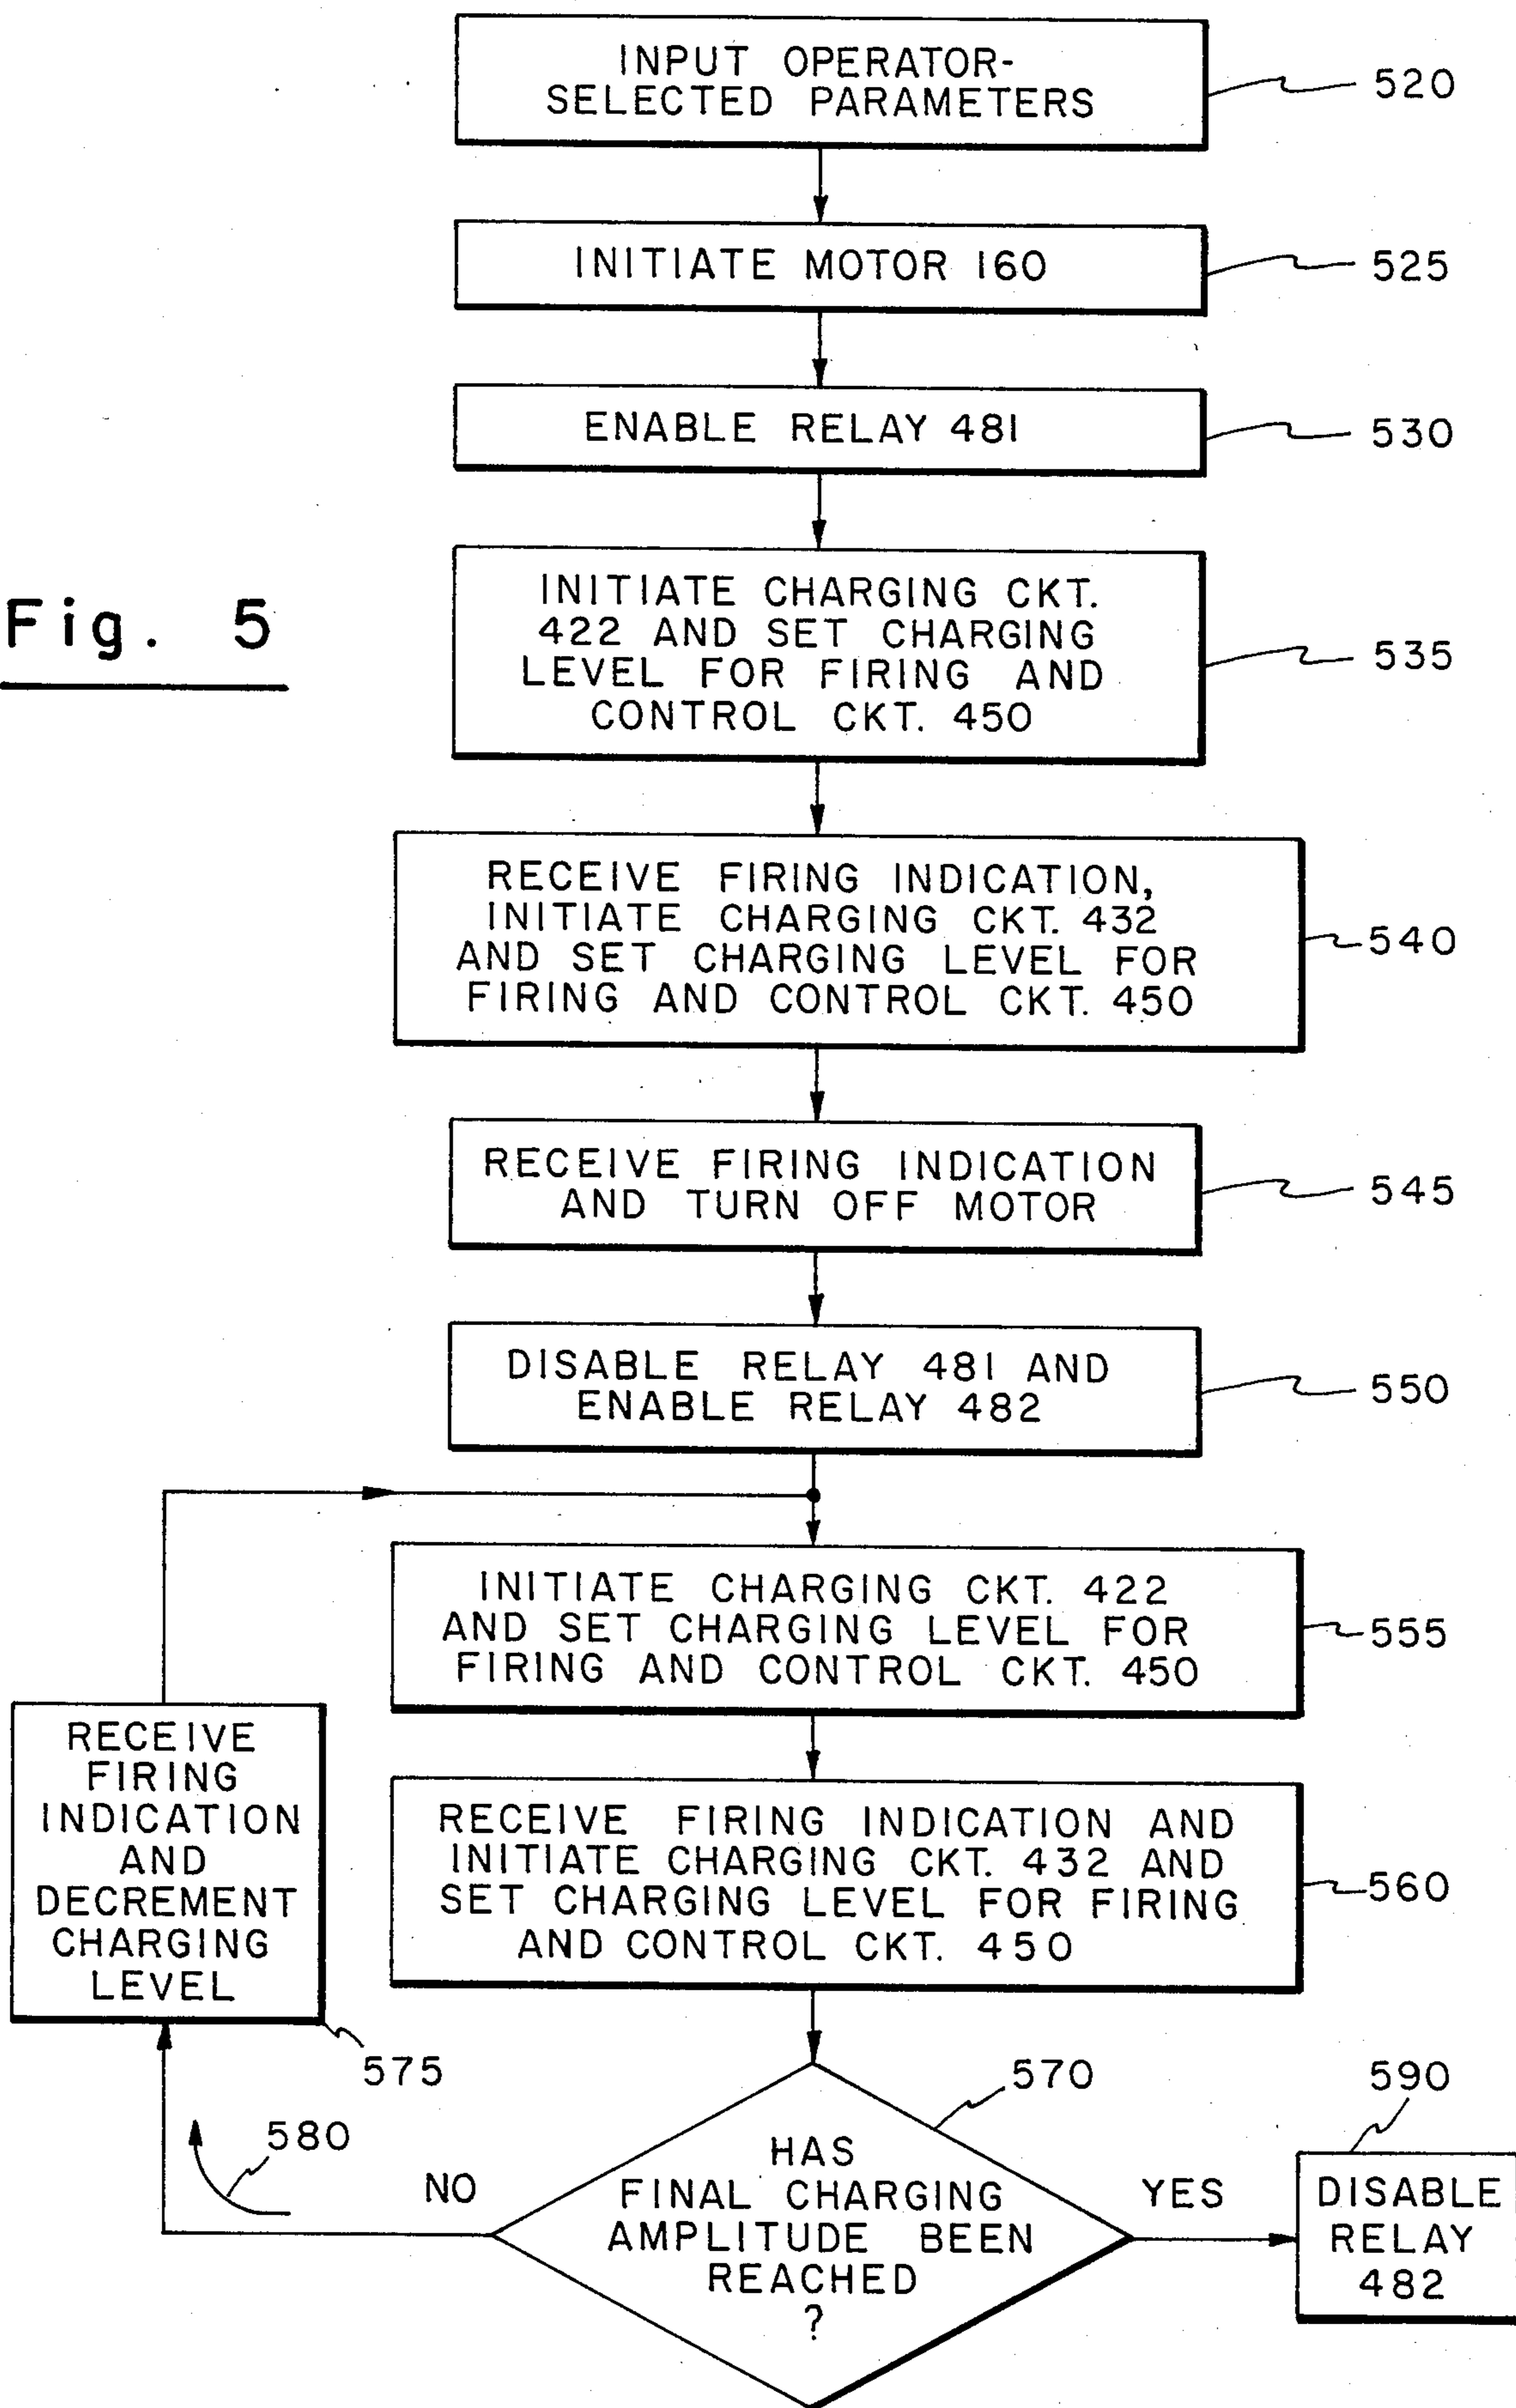 INPUT OPERATOR-
SELECTED PARAMETERS
520
INITIATE MOTOR 160
525
ENABLE RELAY 481
530
Fig. 5
INITIATE CHARGING CKT.
422 AND SET CHARGING
LEVEL FOR FIRING AND
CONTROL CKT. 450
535
RECEIVE FIRING INDICATION,
INITIATE CHARGING CKT. 432
AND SET CHARGING LEVEL FOR
FIRING AND CONTROL CKT. 450
540
RECEIVE FIRING INDICATION
AND TURN OFF MOTOR
545
DISABLE RELAY 481 AND
ENABLE RELAY 482
550
INITIATE CHARGING CKT. 422
AND SET CHARGING LEVEL FOR
FIRING AND CONTROL CKT. 450
555
RECEIVE FIRING INDICATION AND
INITIATE CHARGING CKT. 432 AND
SET CHARGING LEVEL FOR FIRING
AND CONTROL CKT. 450
560
RECEIVE
FIRING
INDICATION
AND
DECREMENT
CHARGING
LEVEL
575
580
NO
HAS
FINAL CHARGING
AMPLITUDE BEEN
REACHED
?
570
YES
590
DISABLE
RELAY
482